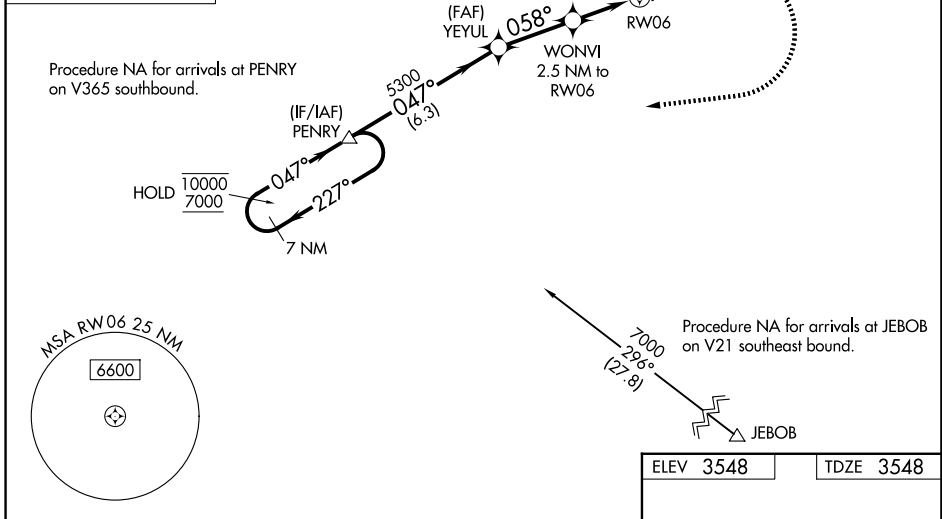 (FAF)
YEYUL
058°
RW06
WONVI
2.5 NM to
RW06
Procedure NA for arrivals at PENRY
on V365 southbound.
5300
047°
(6.3)
(IF/IAF)
PENRY
HOLD
10000
7000
047°
227°
7 NM
MSA RW06 25 NM
6600
7000
296°
(27.8)
Procedure NA for arrivals at JEBOB
on V21 southeast bound.
JEBOB
ELEV 3548
TDZE 3548